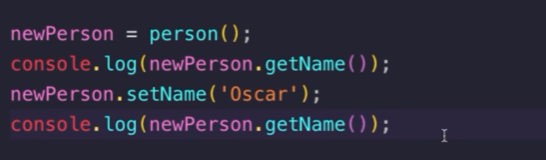 newPerson = person();
console.log(newPerson.getName());
newPerson.setName('Oscar');
console.log(newPerson.getName());